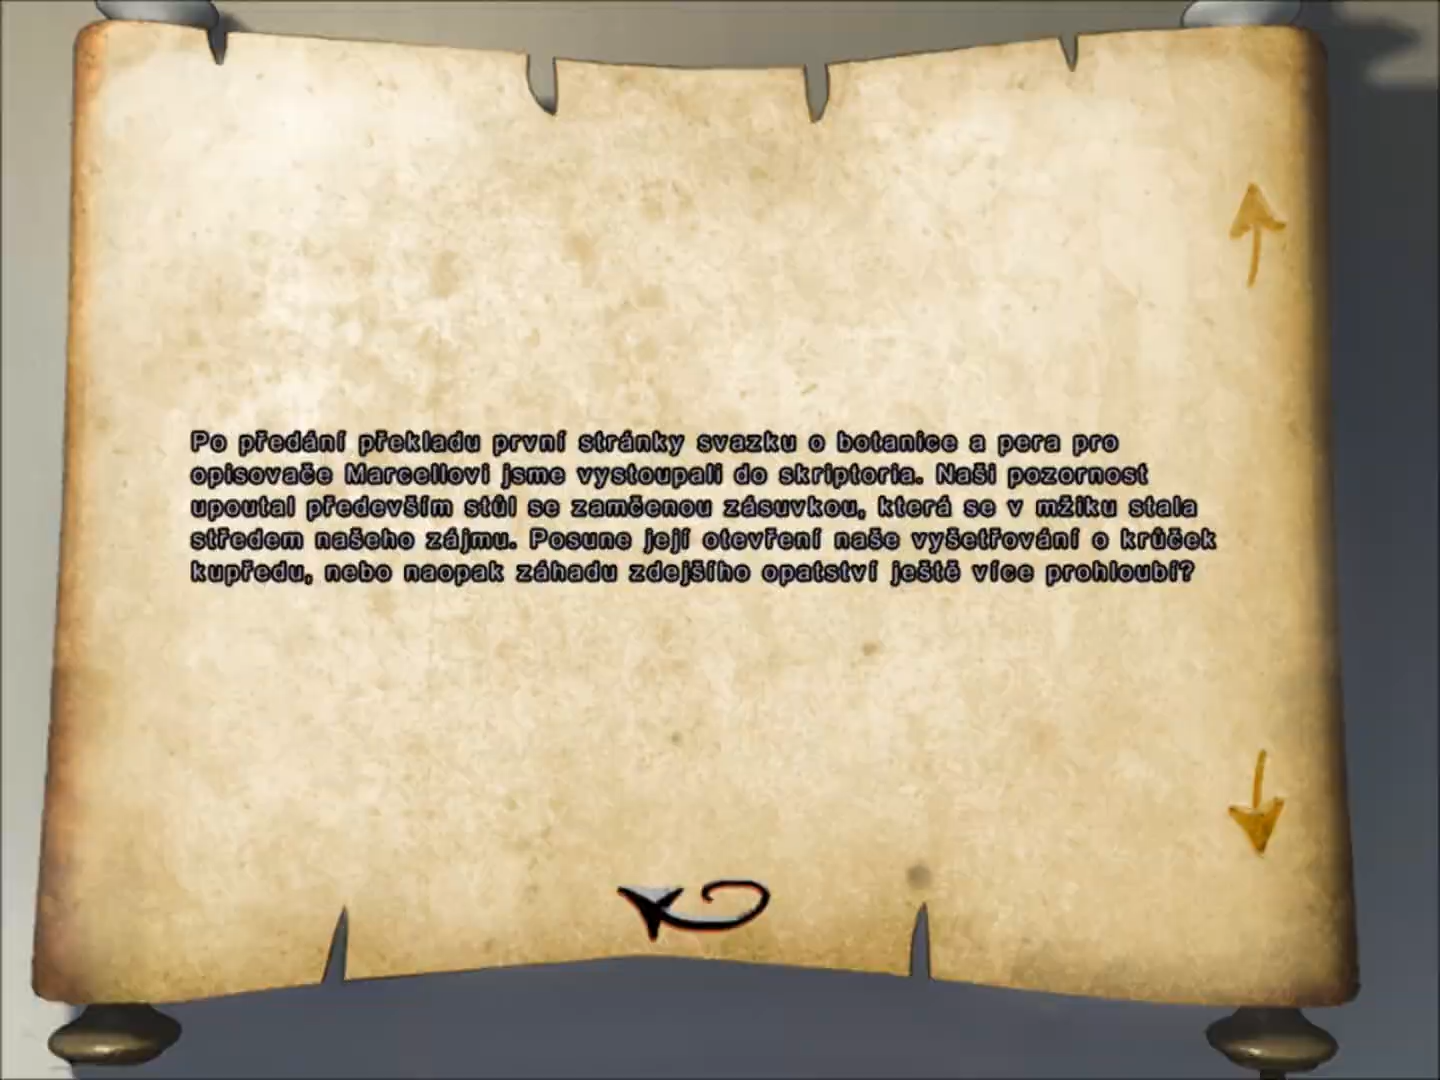 Po předání překladu první stránky svazku o botanice a pera pro
opisovače Marcellovi jsme vystoupali do skriptoria. Naši pozornost
upoutal především stůl se zamčenou zásuvkou, která se v mžiku stala
středem našeho zájmu. Posune její otevření naše vyšetřování o krůček
kupředu, nebo naopak záhadu zdejšího opatství ještě více prohloubí?